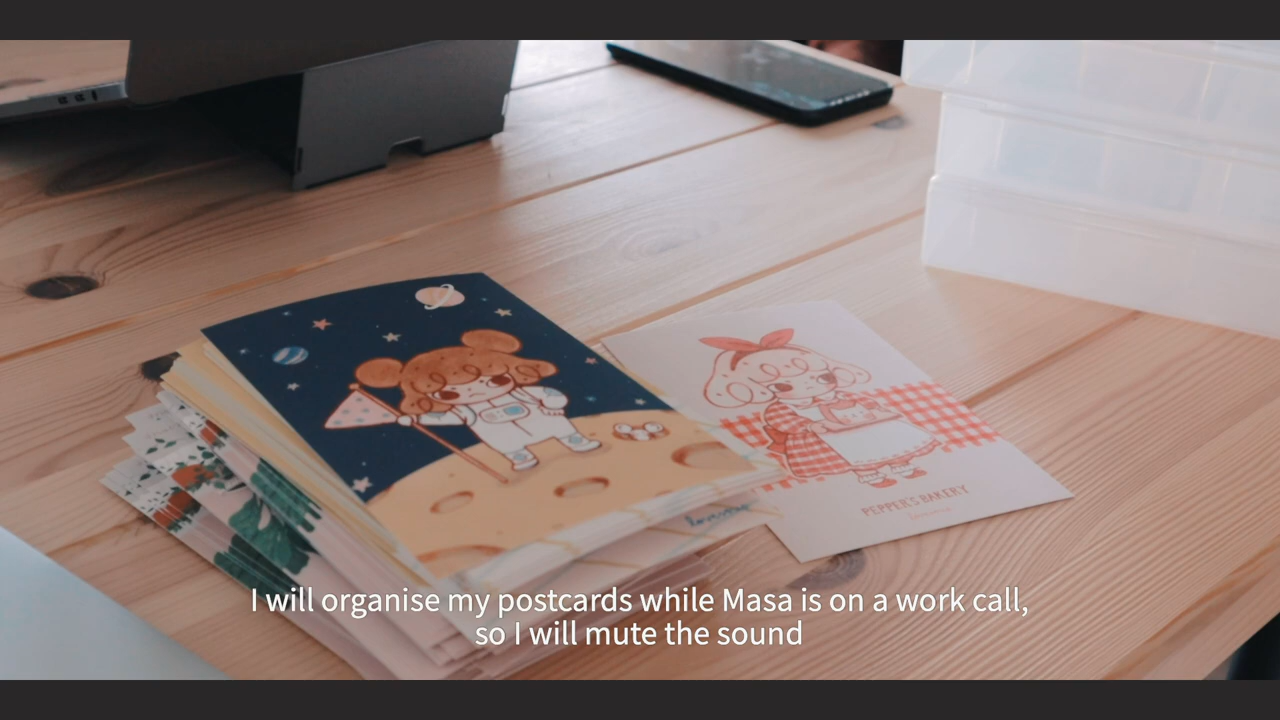 PEPPER'S BAKERY
I will organise my postcards while Masa is on a work call,
so I will mute the sound